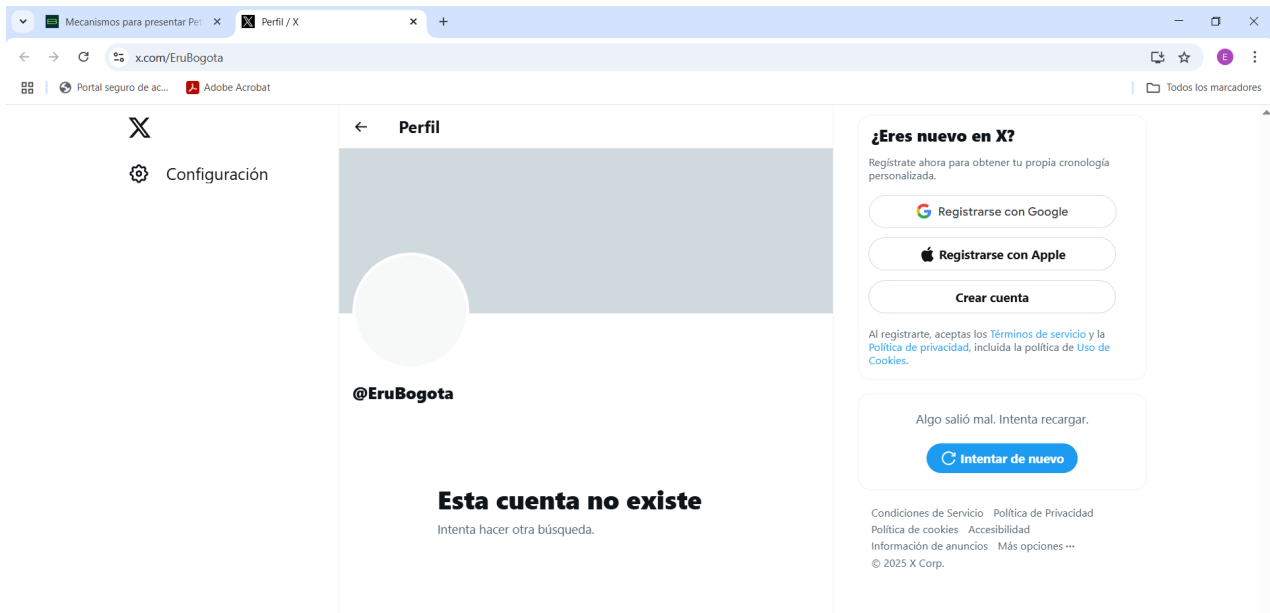 Mecanismos para presentar Pet
Perfil / X
x.com/EruBogota
E
Portal seguro de ac...
Adobe Acrobat
Todos los marcadores
Configuración
Perfil
@EruBogota
Esta cuenta no existe
Intenta hacer otra búsqueda.
¿Eres nuevo en X?
Regístrate ahora para obtener tu propia cronología
personalizada.
Registrarse con Google
Registrarse con Apple
Crear cuenta
Al registrarte, aceptas los Términos de servicio y la
Política de privacidad, incluida la política de Uso de
Cookies.
Algo salió mal. Intenta recargar.
Intentar de nuevo
Condiciones de Servicio Política de Privacidad
Política de cookies Accesibilidad
Información de anuncios Más opciones ···
© 2025 X Corp.